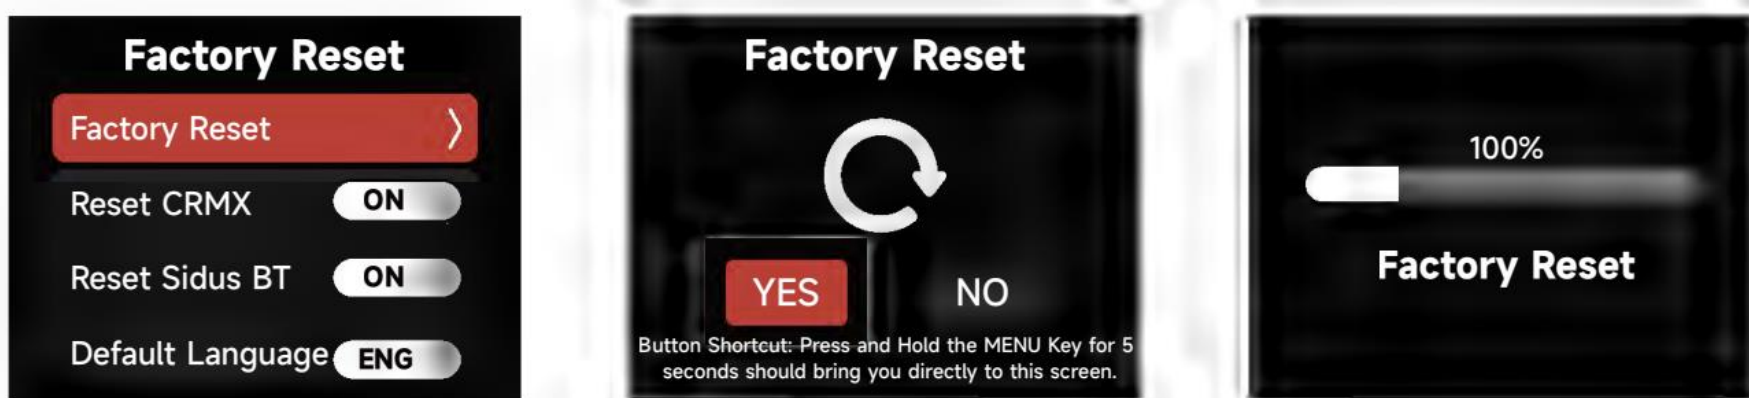 Factory Reset
Factory Reset
Reset CRMX ON
Reset Sidus BT ON
Default Language ENG
Factory Reset
YES NO
Button Shortcut: Press and Hold the MENU Key for 5
seconds should bring you directly to this screen.
100%
Factory Reset